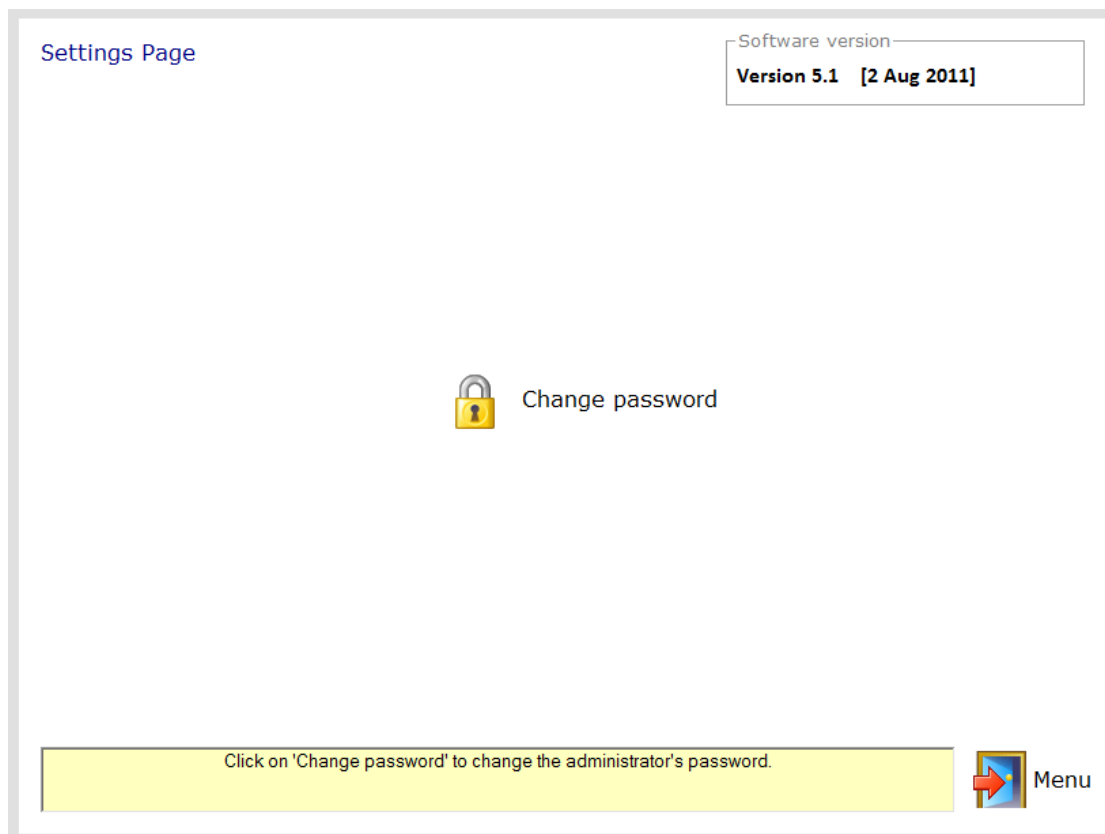 Settings Page
Software version
Version 5.1 [2 Aug 2011]
Change password
Click on 'Change password' to change the administrator's password.
Menu